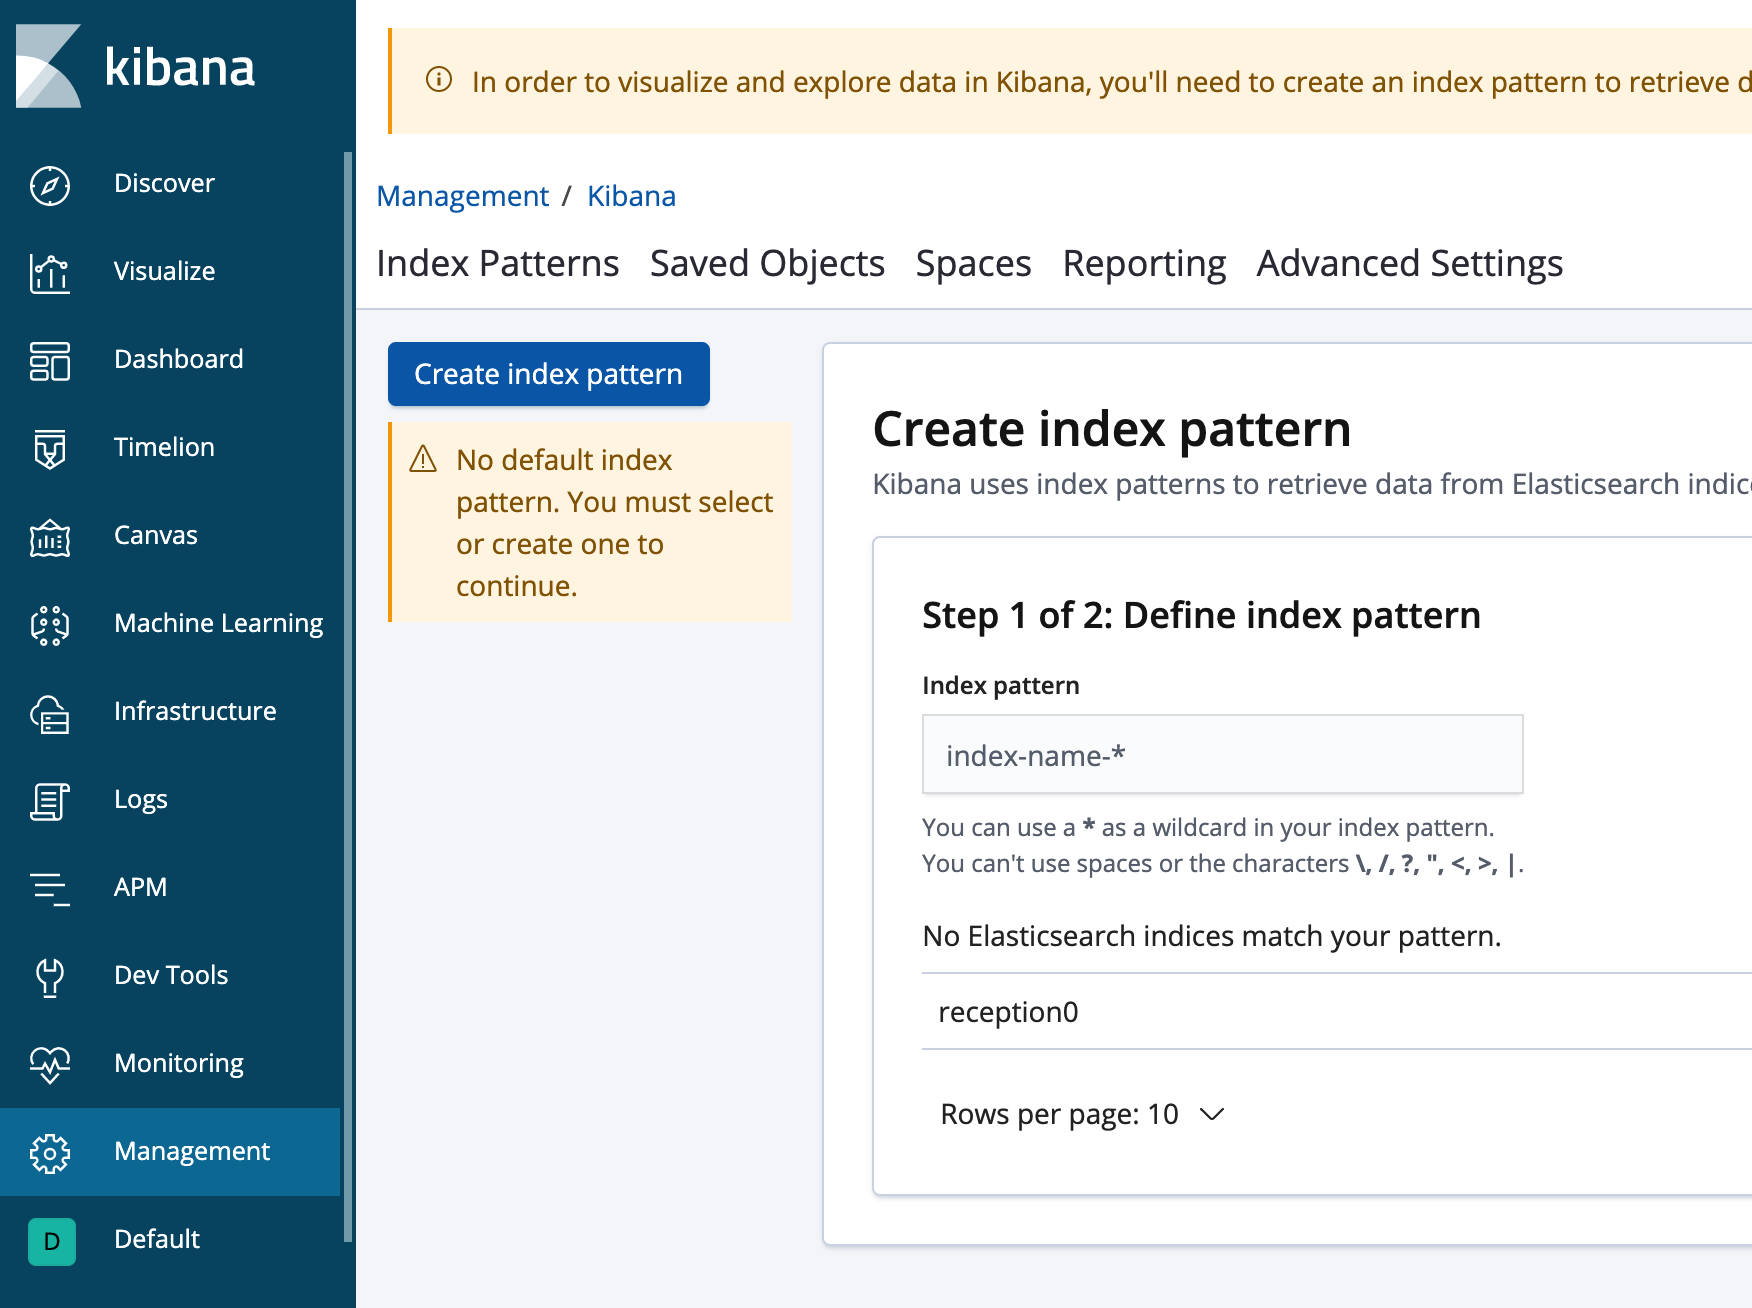 kibana
Discover
Visualize
Dashboard
Timelion
Canvas
Machine Learning
Infrastructure
Logs
APM
Dev Tools
Monitoring
Management
D Default
In order to visualize and explore data in Kibana, you'll need to create an index pattern to retrieve
Management / Kibana
Index Patterns Saved Objects Spaces Reporting Advanced Settings
Create index pattern
No default index
pattern. You must select
or create one to
continue.
Create index pattern
Kibana uses index patterns to retrieve data from Elasticsearch
Step 1 of 2: Define index pattern
Index pattern
index-name-*
You can use a * as a wildcard in your index pattern.
You can't use spaces or the characters \, /, ?, ", <, >, |.
No Elasticsearch indices match your pattern.
reception0
Rows per page: 10